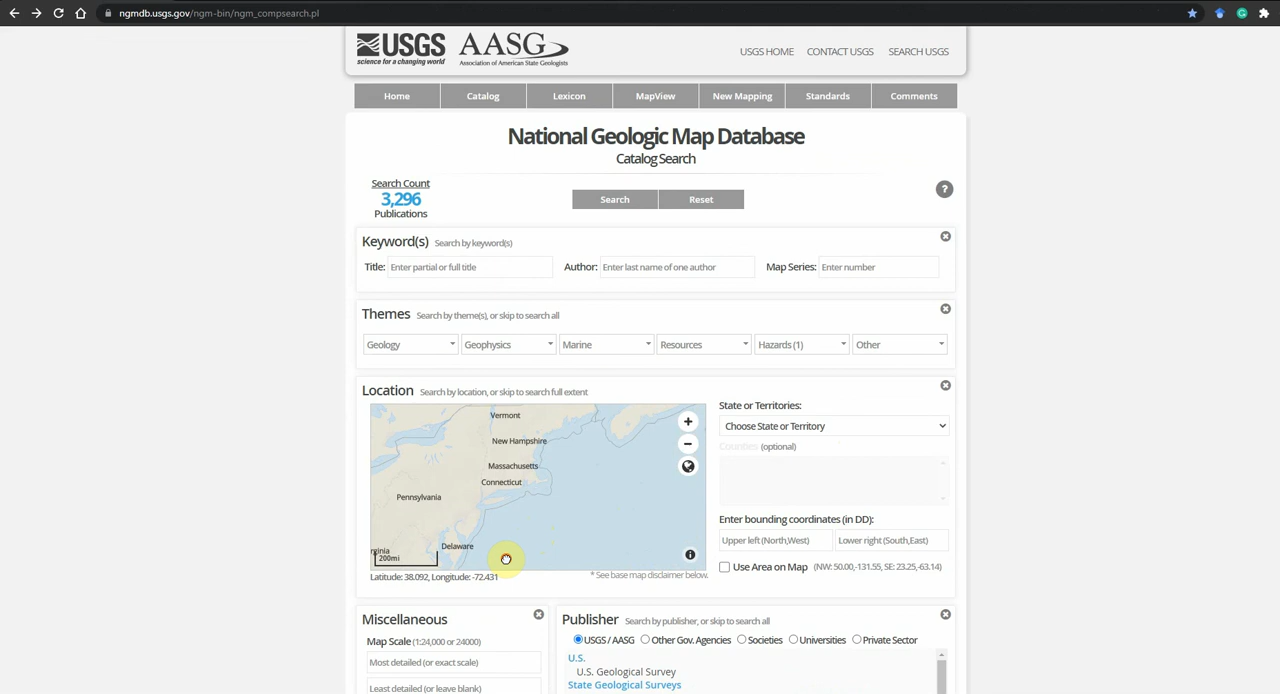 ngmdb.usgs.gov/ngm-bin/ngm_compsearch.pl
USGS
science for a changing world
AASG
Association of American State Geologists
USGS HOME CONTACT USGS SEARCH USGS
Home Catalog Lexicon MapView New Mapping Standards Comments
National Geologic Map Database
Catalog Search
Search Count
3,296
Publications
Search Reset
?
Keyword(s) Search by keyword(s)
Title: Enter partial or full title Author: Enter last name of one author Map Series: Enter number
Themes Search by theme(s), or skip to search all
Geology Geophysics Marine Resources Hazards (1) Other
Location Search by location, or skip to search full extent
Vermont
New Hampshire
Massachusetts
Connecticut
Pennsylvania
Delaware
rginia
200mi
Latitude: 38.092, Longitude: -72.431
* See base map disclaimer below.
State or Territories:
Choose State or Territory
Counties (optional)
Enter bounding coordinates (in DD):
Upper left (North,West) Lower right (South,East)
Use Area on Map (NW: 50.00,-131.55, SE: 23.25,-63.14)
Miscellaneous
Map Scale (1:24,000 or 24000)
Most detailed (or exact scale)
Least detailed (or leave blank)
Publisher Search by publisher, or skip to search all
USGS / AASG Other Gov. Agencies Societies Universities Private Sector
U.S.
U.S. Geological Survey
State Geological Surveys